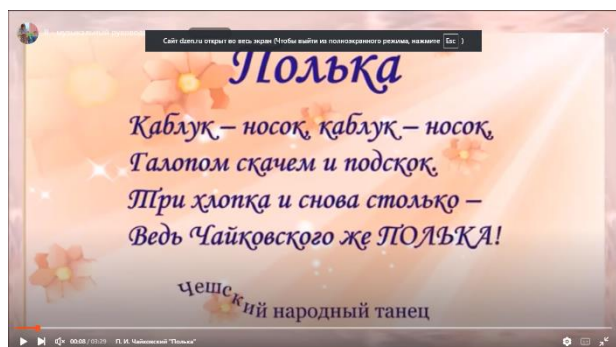 Сайт dzen.ru открыт во весь экран (Чтобы выйти из полноэкранного режима, нажмите Esc )
Полька
Каблук – носок, каблук – носок,
Галопом скачем и подскок.
Три хлопка и снова столько –
Ведь Чайковского же ПОЛЬКА!
Чешский народный танец
00:08 / 03:29 П. И. Чайковский "Полька"